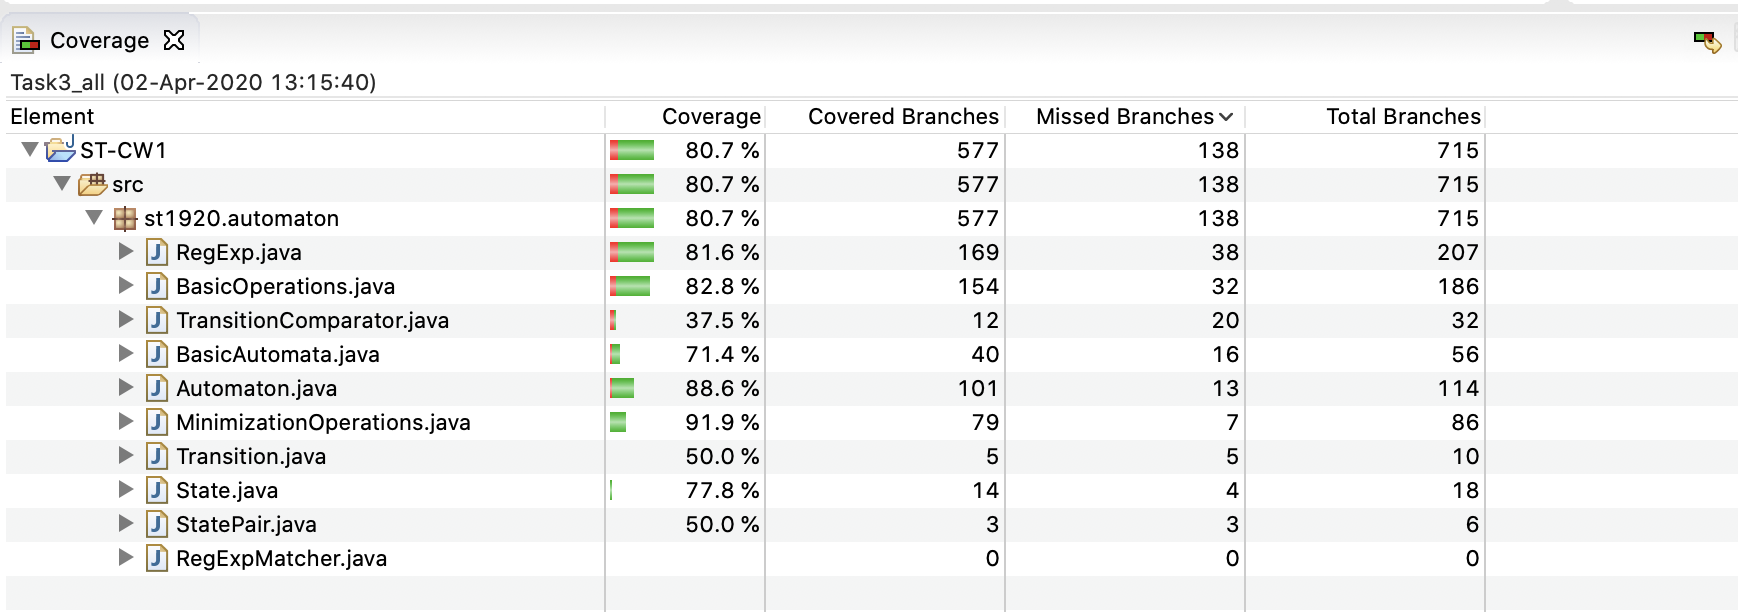 Coverage
Task3_all (02-Apr-2020 13:15:40)
Element Coverage Covered Branches Missed Branches Total Branches
ST-CW1 80.7 % 577 138 715
src 80.7 % 577 138 715
st1920.automaton 80.7 % 577 138 715
RegExp.java 81.6 % 169 38 207
BasicOperations.java 82.8 % 154 32 186
TransitionComparator.java 37.5 % 12 20 32
BasicAutomata.java 71.4 % 40 16 56
Automaton.java 88.6 % 101 13 114
MinimizationOperations.java 91.9 % 79 7 86
Transition.java 50.0 % 5 5 10
State.java 77.8 % 14 4 18
StatePair.java 50.0 % 3 3 6
RegExpMatcher.java 0 0 0